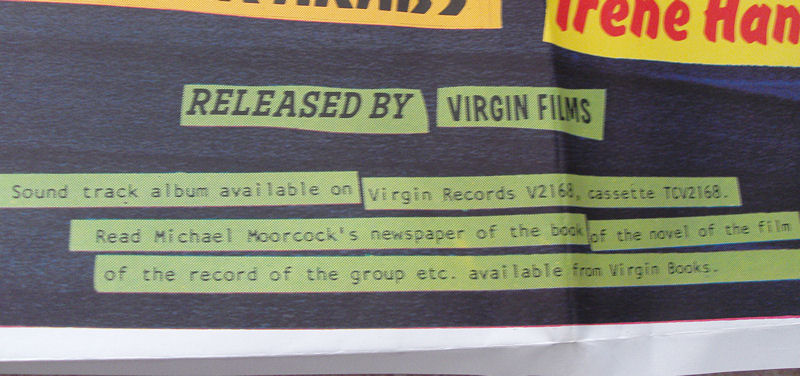 Irene Han
RELEASED BY VIRGIN FILMS
Sound track album available on Virgin Records V2168, cassette TCV2168.
Read Michael Moorcock's newspaper of the book of the novel of the film
of the record of the group etc. available from Virgin Books.